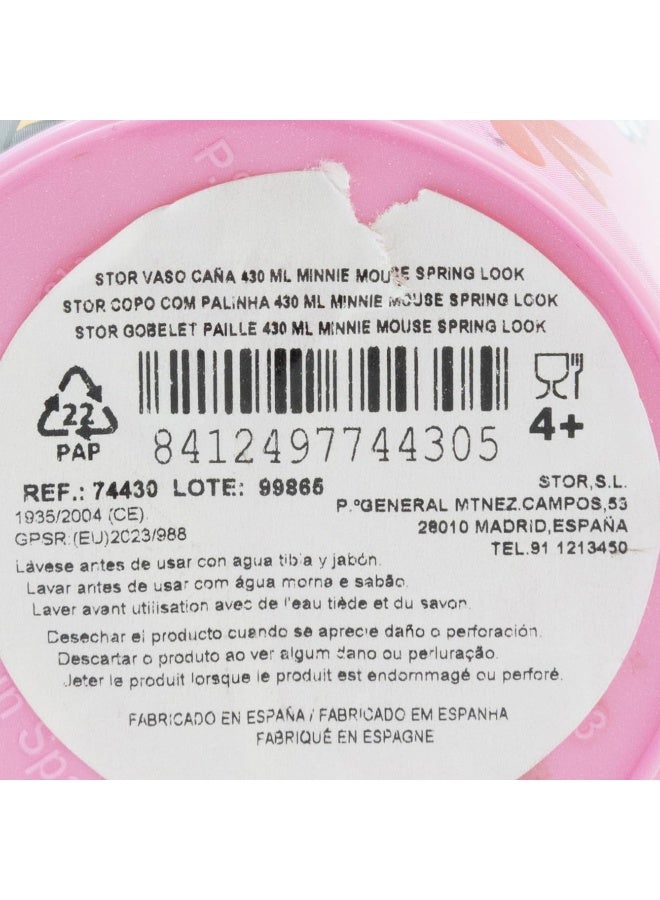 STOR VASO CAÑA 430 ML MINNIE MOUSE SPRING LOOK
STOR COPO COM PALINHA 430 ML MINNIE MOUSE SPRING LOOK
STOR GOBELET PAILLE 430 ML MINNIE MOUSE SPRING LOOK
22
PAP
8412497744305
4+
REF.: 74430 LOTE: 99865
1935/2004 (CE).
GPSR:(EU)2023/988
STOR,S.L.
P.ºGENERAL MTNEZ.CAMPOS,53
28010 MADRID,ESPAÑA
TEL.91 1213450
Lávese antes de usar con agua tibia y jabón.
Lavar antes de usar com água morna e sabão.
Laver avant utilisation avec de l'eau tiède et du savon.
Desechar el producto cuando se aprecie daño o perforación.
Descartar o produto ao ver algum dano ou perluração.
Jeter le produit lorsque le produit est endommagé ou perforé.
FABRICADO EN ESPAÑA / FABRICADO EM ESPANHA
FABRIQUÉ EN ESPAGNE